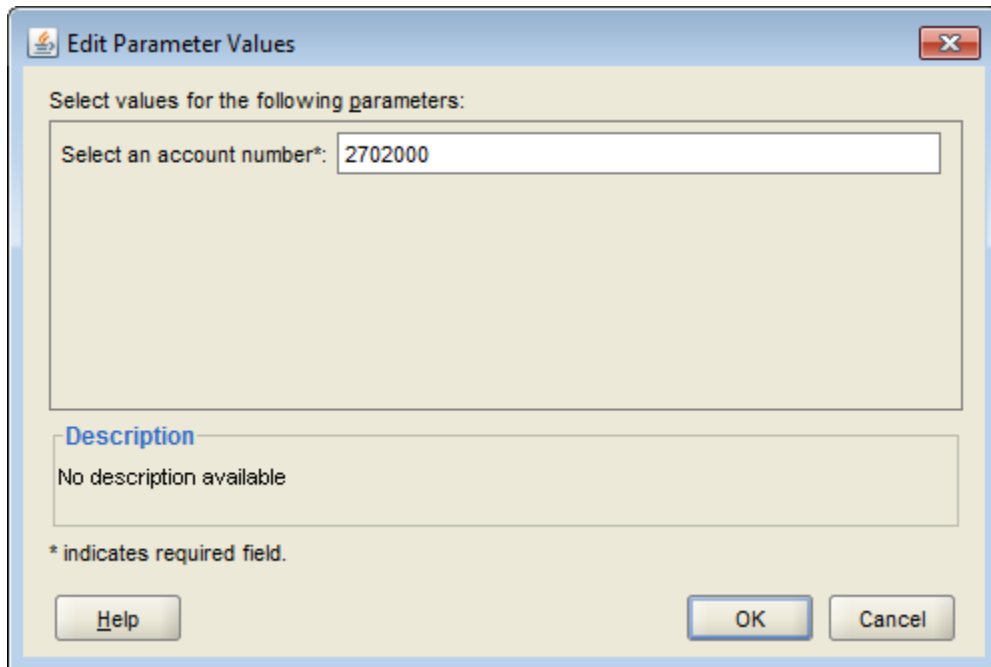 Edit Parameter Values
Select values for the following parameters:
Select an account number*: 2702000
Description
No description available
* indicates required field.
Help OK Cancel